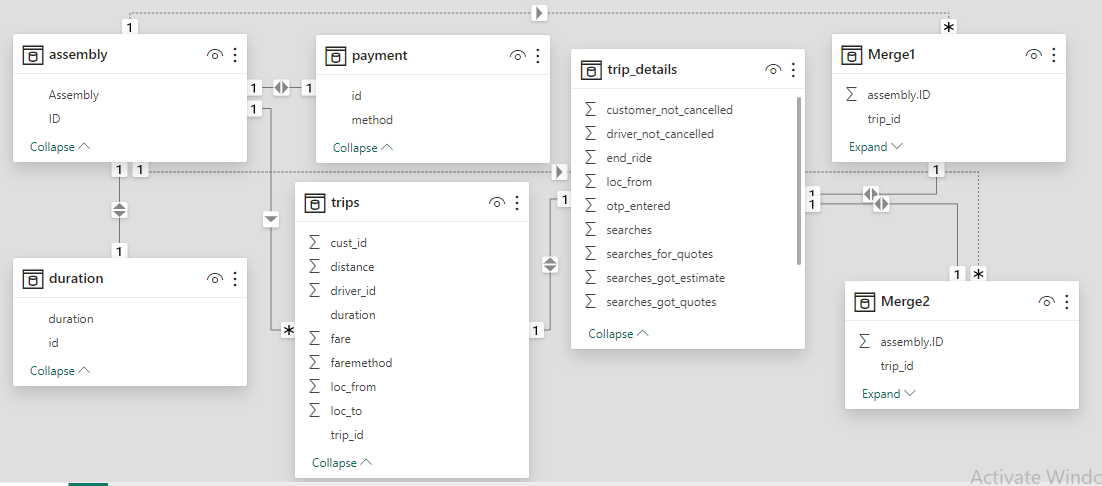 1
*
assembly
Assembly
ID
Collapse
1
1
1
payment
id
method
Collapse
trip_details
customer_not_cancelled
driver_not_cancelled
end_ride
loc_from
otp_entered
searches
searches_for_quotes
searches_got_estimate
searches_got_quotes
Collapse
Merge1
assembly.ID
trip_id
Expand
1
1
1
1
1
1
trips
cust_id
distance
driver_id
duration
fare
faremethod
loc_from
loc_to
trip_id
Collapse
*
1
1
duration
duration
id
Collapse
1
*
Merge2
assembly.ID
trip_id
Expand